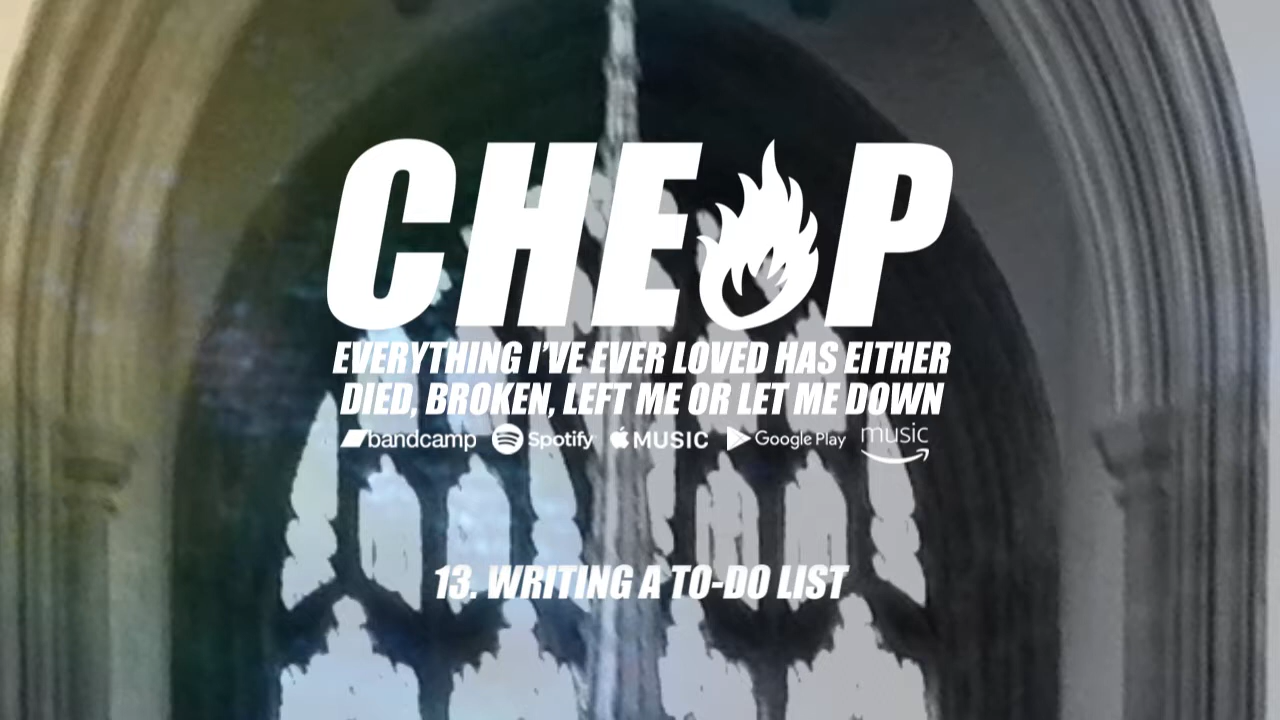 CHEAP
EVERYTHING I'VE EVER LOVED HAS EITHER
DIED, BROKEN, LEFT ME OR LET ME DOWN
bandcamp Spotify MUSIC Google Play music
13. WRITING A TO-DO LIST